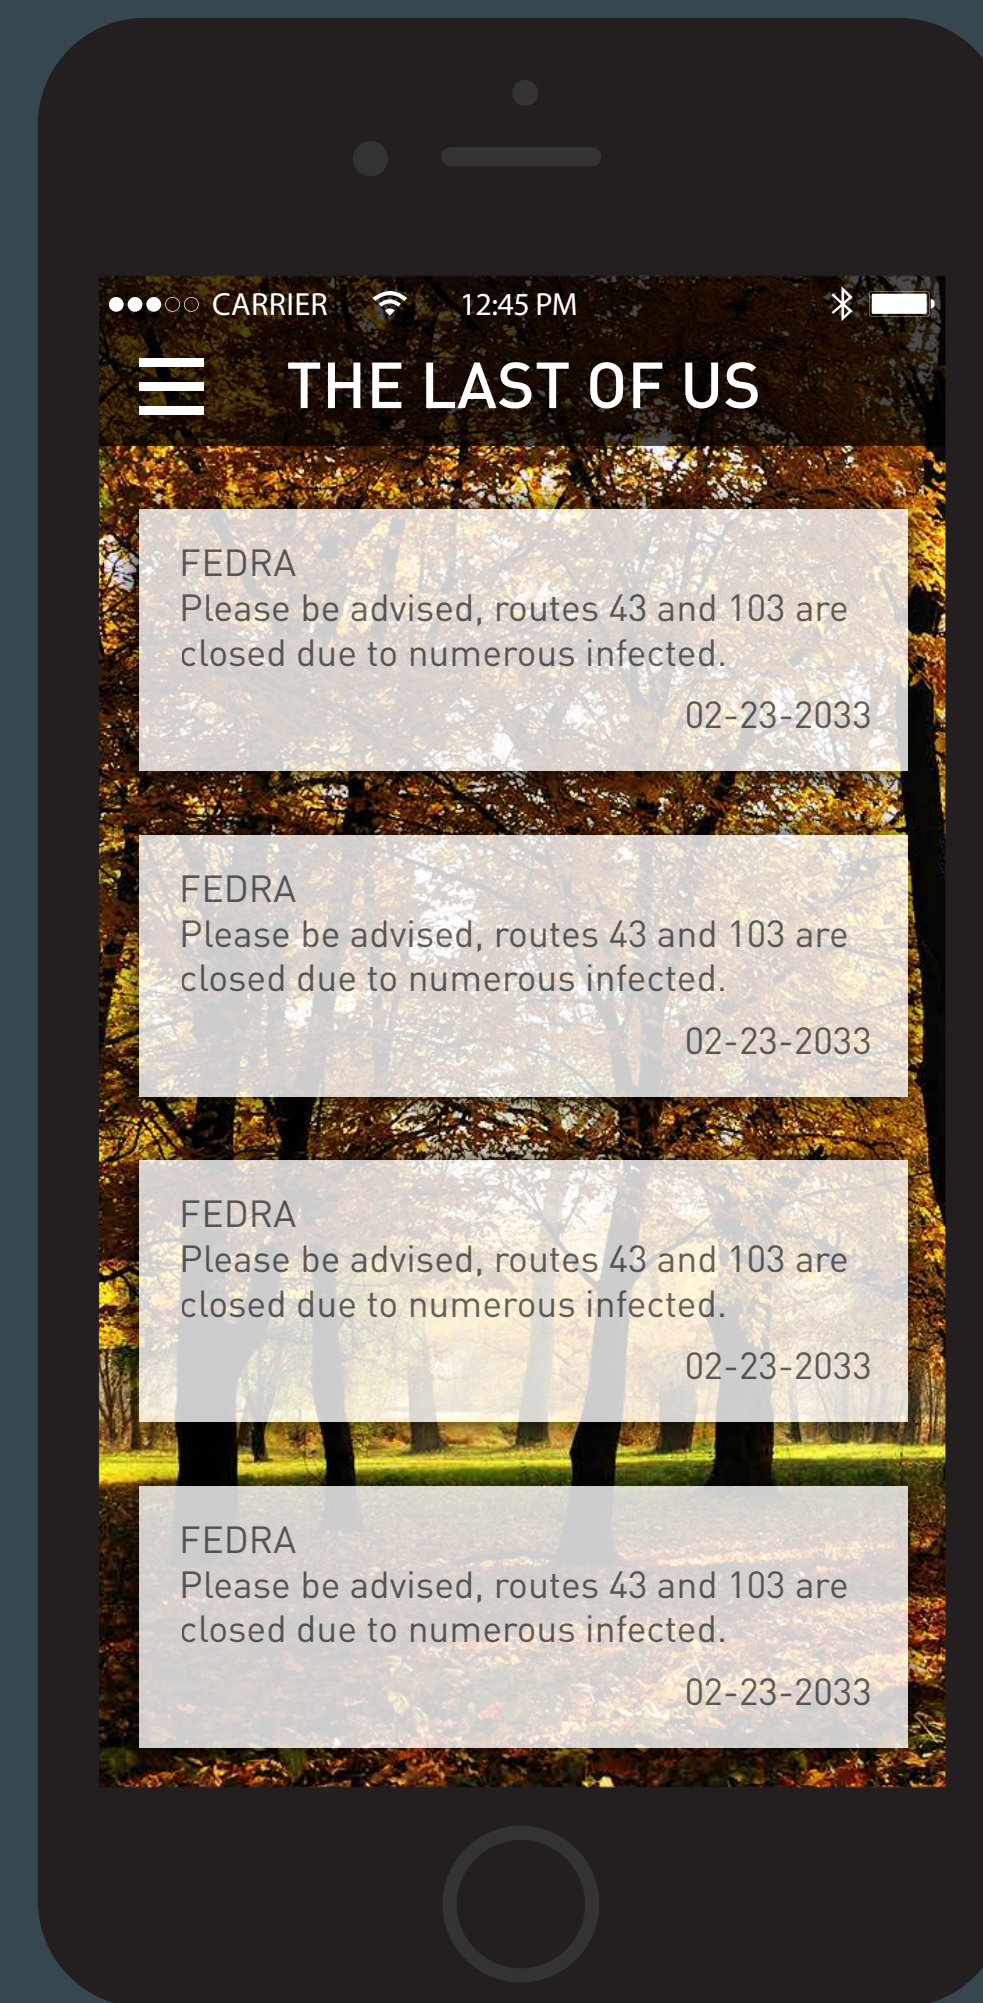 CARRIER 12:45 PM
THE LAST OF US
FEDRA
Please be advised, routes 43 and 103 are
closed due to numerous infected.
02-23-2033
FEDRA
Please be advised, routes 43 and 103 are
closed due to numerous infected.
02-23-2033
FEDRA
Please be advised, routes 43 and 103 are
closed due to numerous infected.
02-23-2033
FEDRA
Please be advised, routes 43 and 103 are
closed due to numerous infected.
02-23-2033